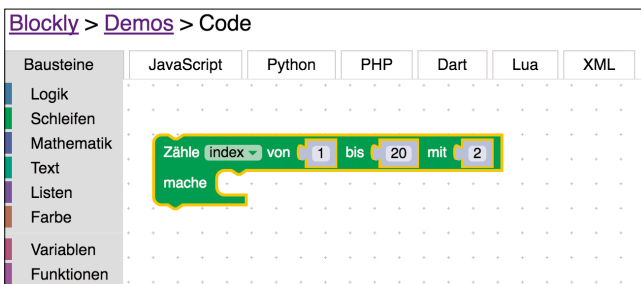 Blockly > Demos > Code
Bausteine JavaScript Python PHP Dart Lua XML
Logik
Schleifen
Mathematik
Text
Listen
Farbe
Variablen
Funktionen
Zähle index von 1 bis 20 mit 2
mache